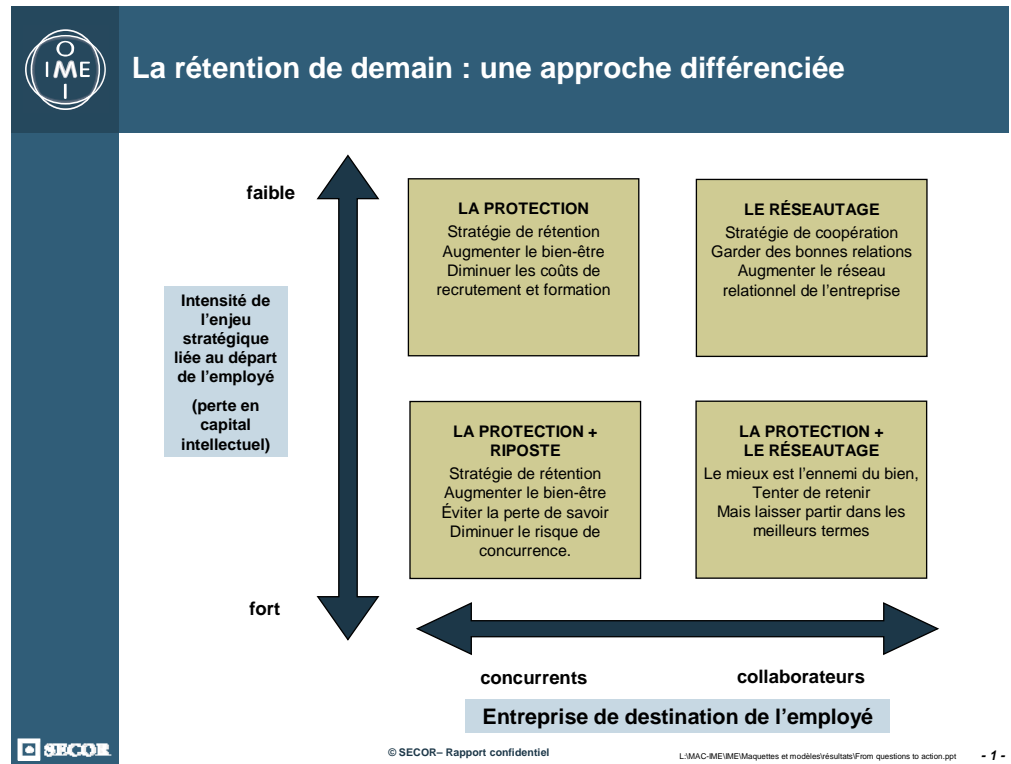 O
IME
I
La rétention de demain : une approche différenciée
faible
LA PROTECTION
Stratégie de rétention
Augmenter le bien-être
Diminuer les coûts de
recrutement et formation
LE RÉSEAUTAGE
Stratégie de coopération
Garder des bonnes relations
Augmenter le réseau
relationnel de l'entreprise
Intensité de
l'enjeu
stratégique
liée au départ
de l'employé
(perte en
capital
intellectuel)
LA PROTECTION +
RIPOSTE
Stratégie de rétention
Augmenter le bien-être
Éviter la perte de savoir
Diminuer le risque de
concurrence.
LA PROTECTION +
LE RÉSEAUTAGE
Le mieux est l'ennemi du bien,
Tenter de retenir
Mais laisser partir dans les
meilleurs termes
fort
concurrents
collaborateurs
Entreprise de destination de l'employé
SECOR
© SECOR– Rapport confidentiel
L:\MAC-IME\IME\Maquettes et modèles\résultats\From questions to action.ppt
- 1 -